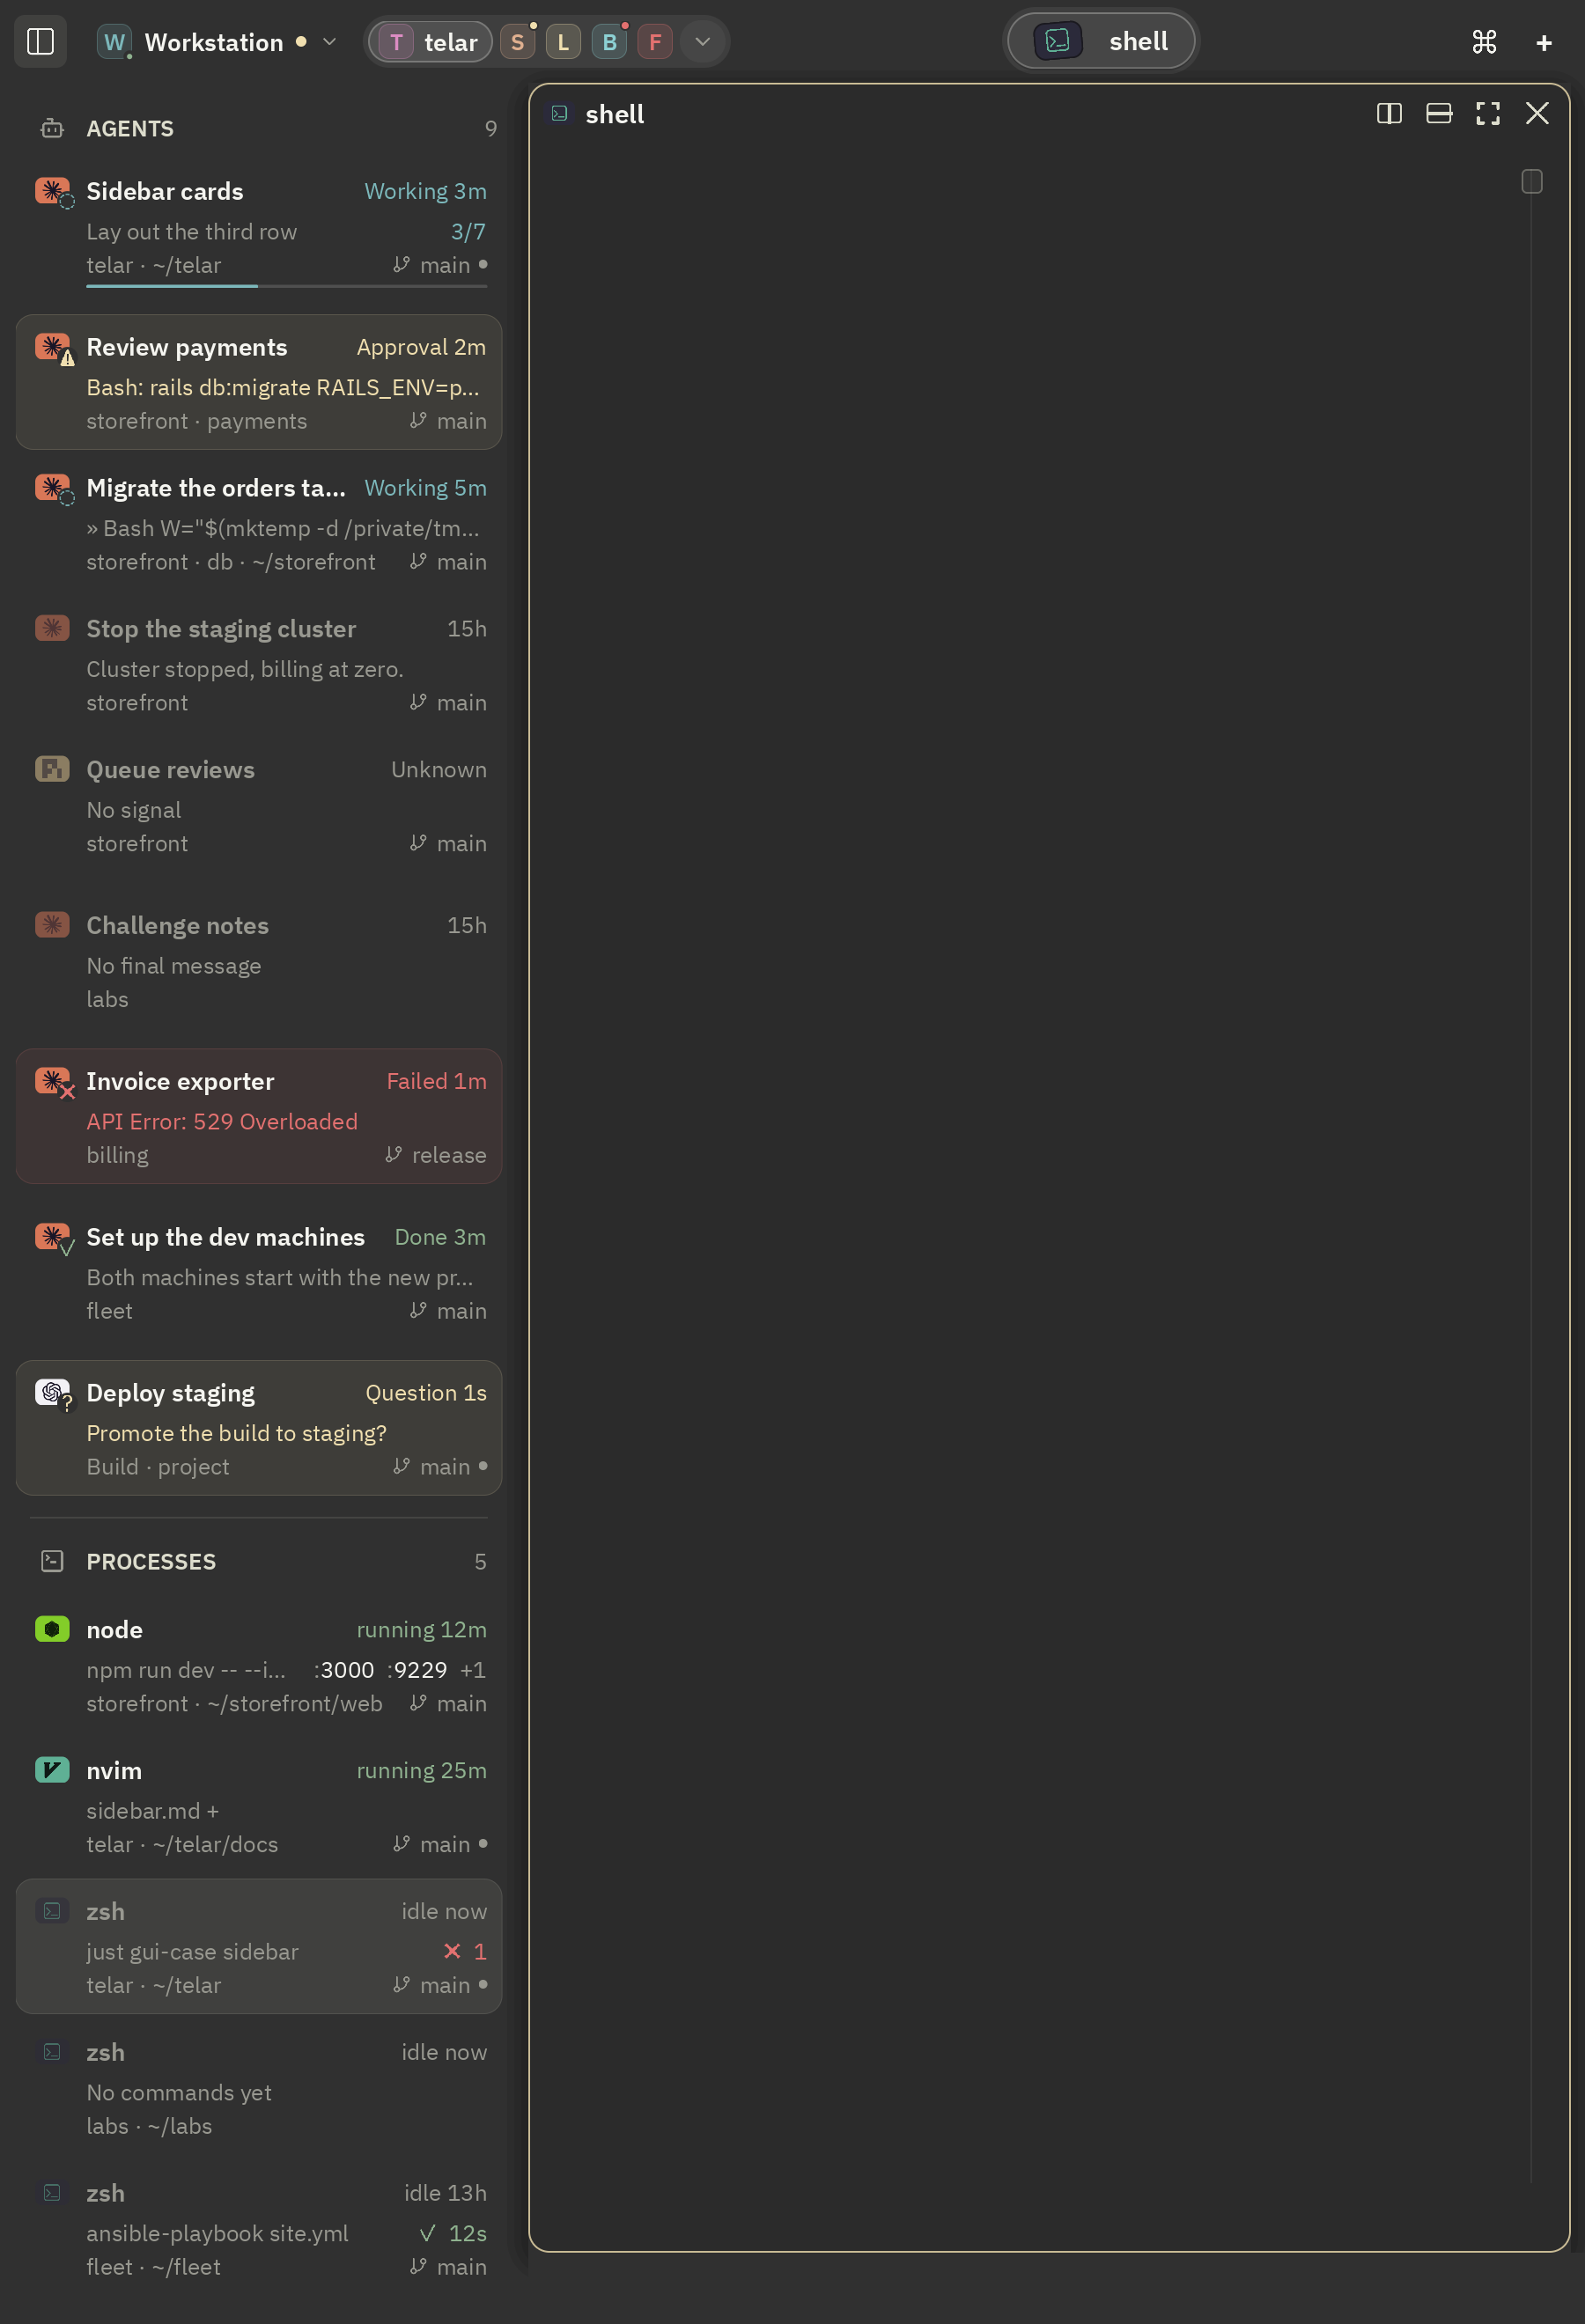 W Workstation
T telar S L B F
shell
⌘ +
AGENTS 9
Sidebar cards Working 3m
Lay out the third row 3/7
telar · ~/telar main
Review payments Approval 2m
Bash: rails db:migrate RAILS_ENV=p...
storefront · payments main
Migrate the orders ta... Working 5m
» Bash W="$(mktemp -d /private/tm...
storefront · db · ~/storefront main
Stop the staging cluster 15h
Cluster stopped, billing at zero.
storefront main
Queue reviews Unknown
No signal
storefront main
Challenge notes 15h
No final message
labs
Invoice exporter Failed 1m
API Error: 529 Overloaded
billing release
Set up the dev machines Done 3m
Both machines start with the new pr...
fleet main
Deploy staging Question 1s
Promote the build to staging?
Build · project main
PROCESSES 5
node running 12m
npm run dev -- --i... :3000 :9229 +1
storefront · ~/storefront/web main
nvim running 25m
sidebar.md +
telar · ~/telar/docs main
zsh idle now
just gui-case sidebar ✕ 1
telar · ~/telar main
zsh idle now
No commands yet
labs · ~/labs
zsh idle 13h
ansible-playbook site.yml ✓ 12s
fleet · ~/fleet main
shell